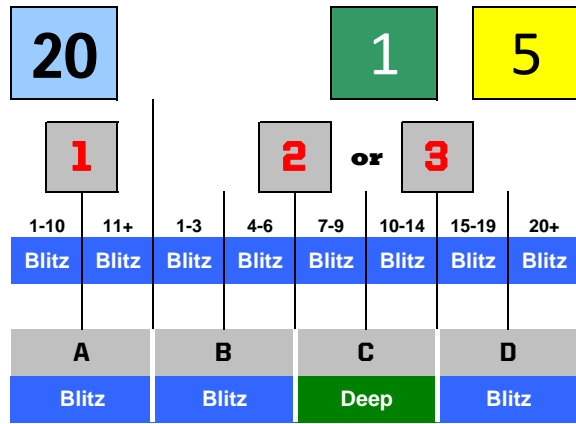 20 1 5
1 2 or 3
1-10 11+ 1-3 4-6 7-9 10-14 15-19 20+
Blitz Blitz Blitz Blitz Blitz Blitz Blitz Blitz
A B C D
Blitz Blitz Deep Blitz